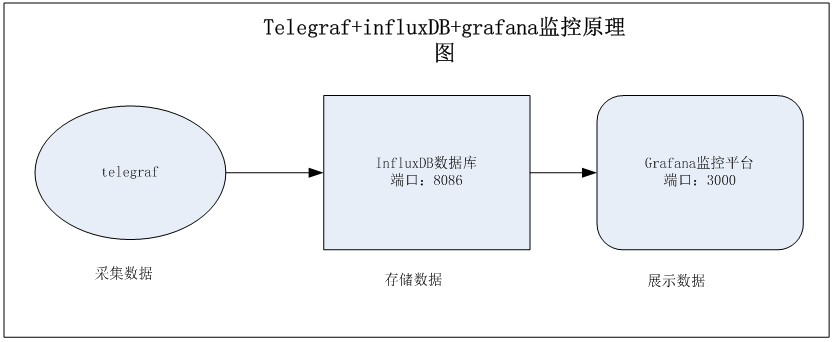 Telegraf+influxDB+grafana监控原理
图
telegraf
InfluxDB数据库
端口：8086
Grafana监控平台
端口：3000
采集数据
存储数据
展示数据